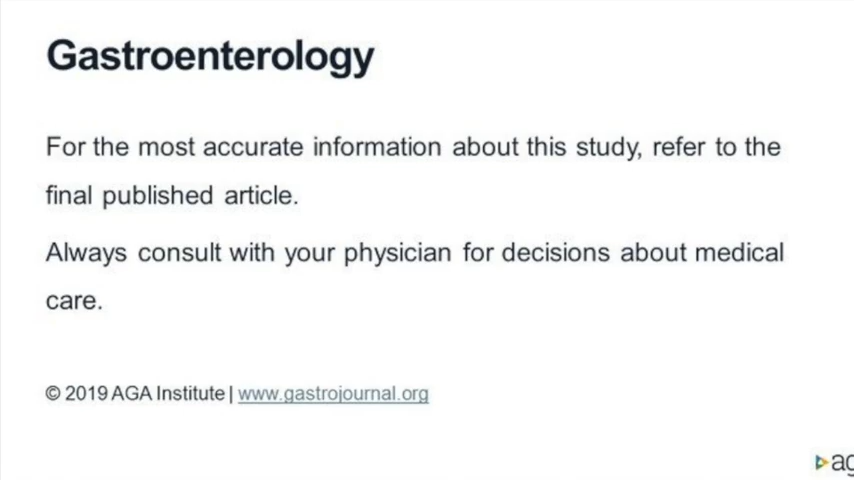 Gastroenterology
For the most accurate information about this study, refer to the
final published article.
Always consult with your physician for decisions about medical
care.
© 2019 AGA Institute | www.gastrojournal.org